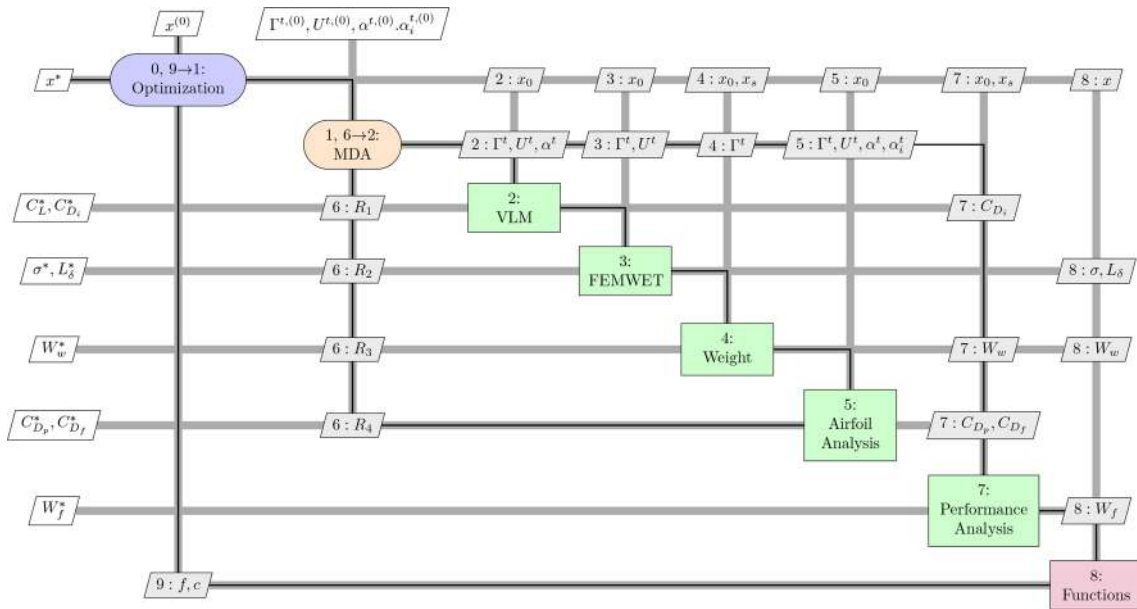 x^{(0)}
Γ^{t,(0)}, U^{t,(0)}, α^{t,(0)}.α_i^{t,(0)}
x^*
0, 9→1:
Optimization
2 : x_0
3 : x_0
4 : x_0, x_s
5 : x_0
7 : x_0, x_s
8 : x
1, 6→2:
MDA
2 : Γ^t, U^t, α^t
3 : Γ^t, U^t
4 : Γ^t
5 : Γ^t, U^t, α^t, α_i^t
C_L^*, C_{D_i}^*
6 : R_1
2:
VLM
7 : C_{D_i}
σ^*, L_δ^*
6 : R_2
3:
FEMWET
8 : σ, L_δ
W_w^*
6 : R_3
4:
Weight
7 : W_w
8 : W_w
C_{D_p}^*, C_{D_f}^*
6 : R_4
5:
Airfoil
Analysis
7 : C_{D_p}, C_{D_f}
W_f^*
7:
Performance
Analysis
8 : W_f
9 : f, c
8:
Functions